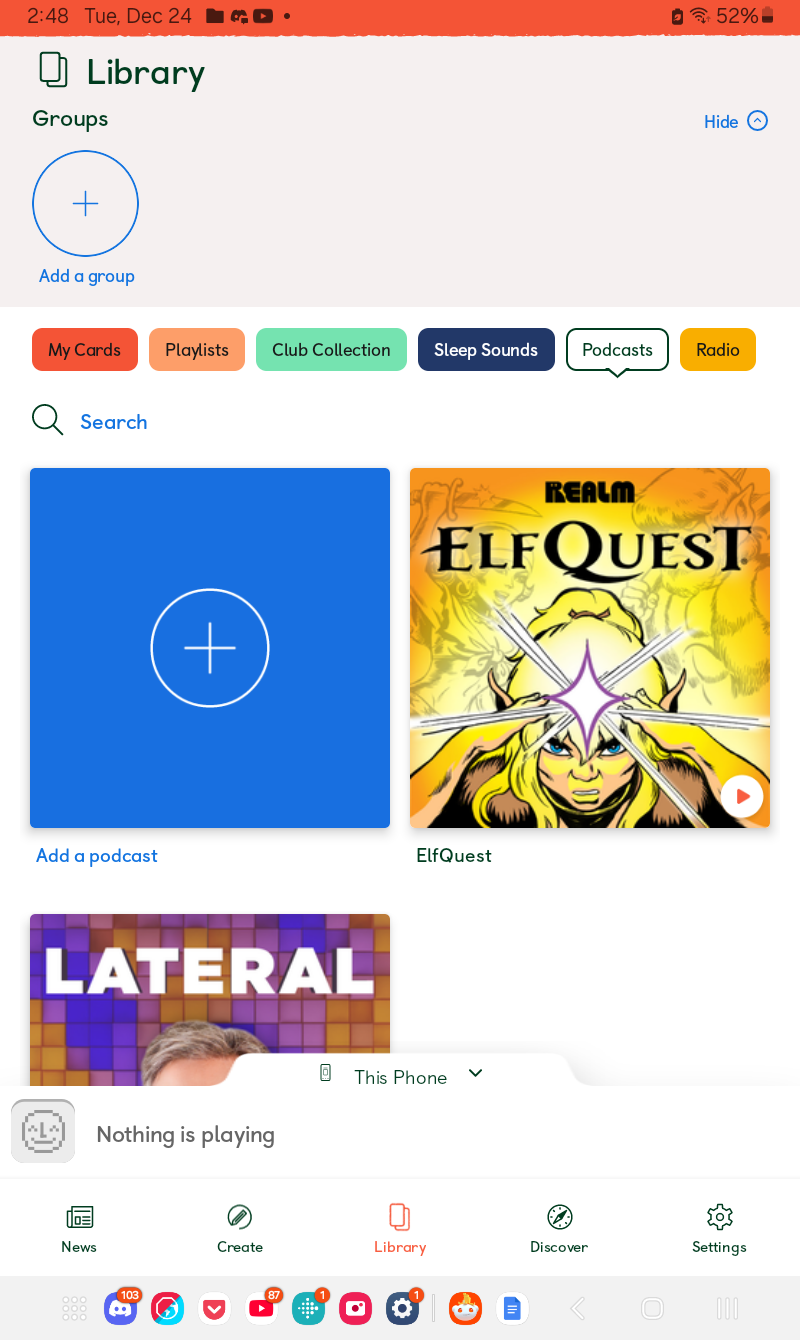 2:48 Tue, Dec 24 52%
Library
Groups
Hide
Add a group
My Cards Playlists Club Collection Sleep Sounds Podcasts Radio
Search
REALM
ELFQUEST
Add a podcast
ElfQuest
LATERAL
This Phone
Nothing is playing
News Create Library Discover Settings
103 87 1 1